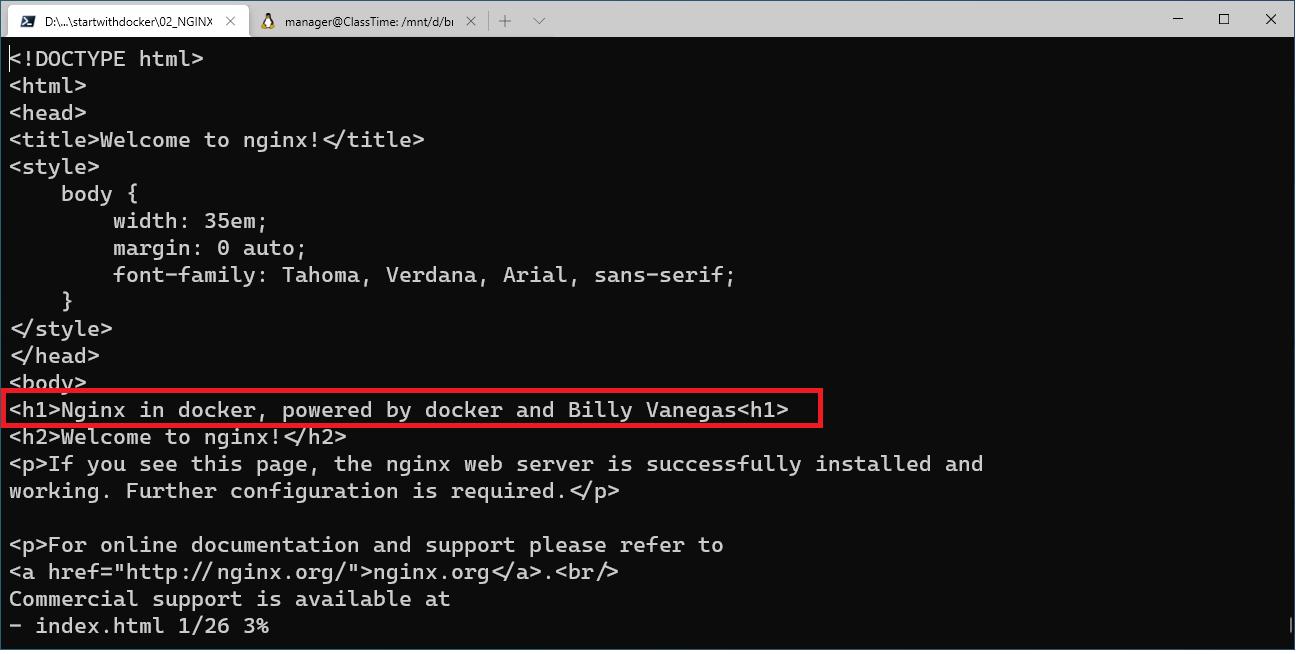 D:\...\startwithdocker\02_NGINX
manager@ClassTime: /mnt/d/br
<!DOCTYPE html>
<html>
<head>
<title>Welcome to nginx!</title>
<style>
    body {
        width: 35em;
        margin: 0 auto;
        font-family: Tahoma, Verdana, Arial, sans-serif;
    }
</style>
</head>
<body>
<h1>Nginx in docker, powered by docker and Billy Vanegas<h1>
<h2>Welcome to nginx!</h2>
<p>If you see this page, the nginx web server is successfully installed and
working. Further configuration is required.</p>

<p>For online documentation and support please refer to
<a href="http://nginx.org/">nginx.org</a>.<br/>
Commercial support is available at
- index.html 1/26 3%